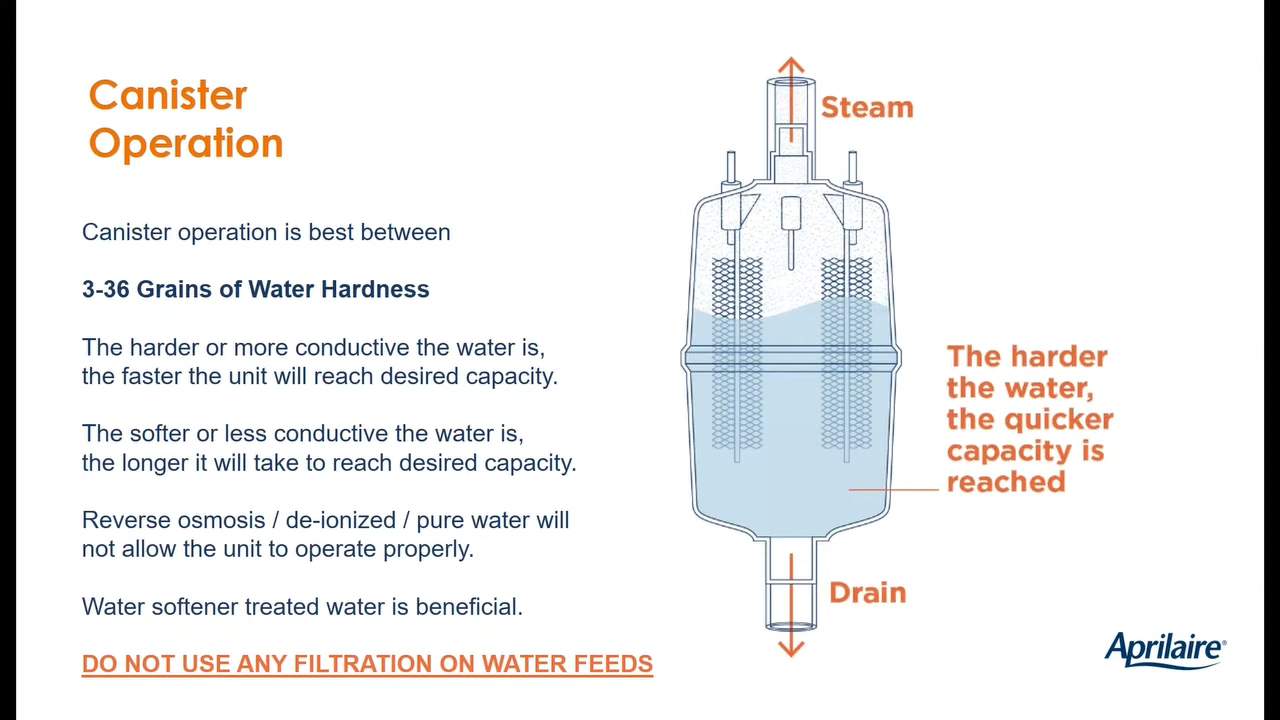 Canister
Operation
Canister operation is best between
3-36 Grains of Water Hardness
The harder or more conductive the water is,
the faster the unit will reach desired capacity.
The softer or less conductive the water is,
the longer it will take to reach desired capacity.
Reverse osmosis / de-ionized / pure water will
not allow the unit to operate properly.
Water softener treated water is beneficial.
DO NOT USE ANY FILTRATION ON WATER FEEDS
Steam
The harder
the water,
the quicker
capacity is
reached
Drain
Aprilaire®